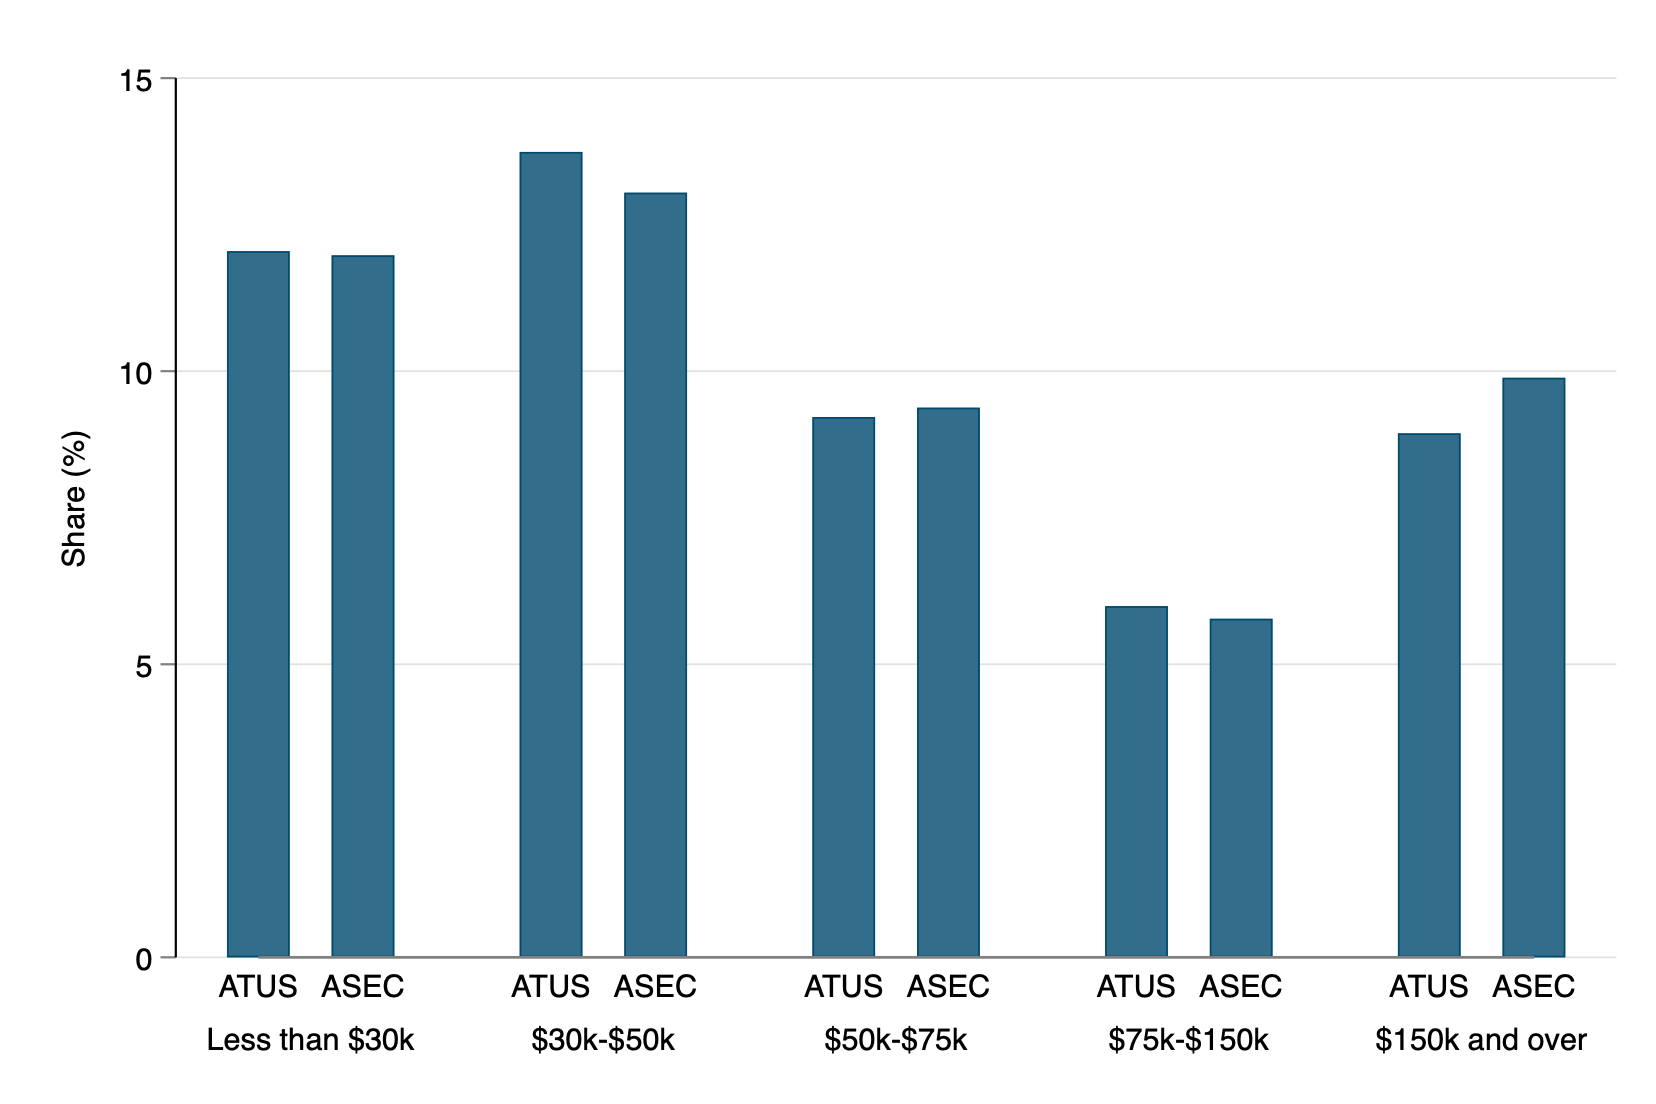 15
10
5
0
Share (%)
ATUS ASEC ATUS ASEC ATUS ASEC ATUS ASEC ATUS ASEC
Less than $30k $30k-$50k $50k-$75k $75k-$150k $150k and over